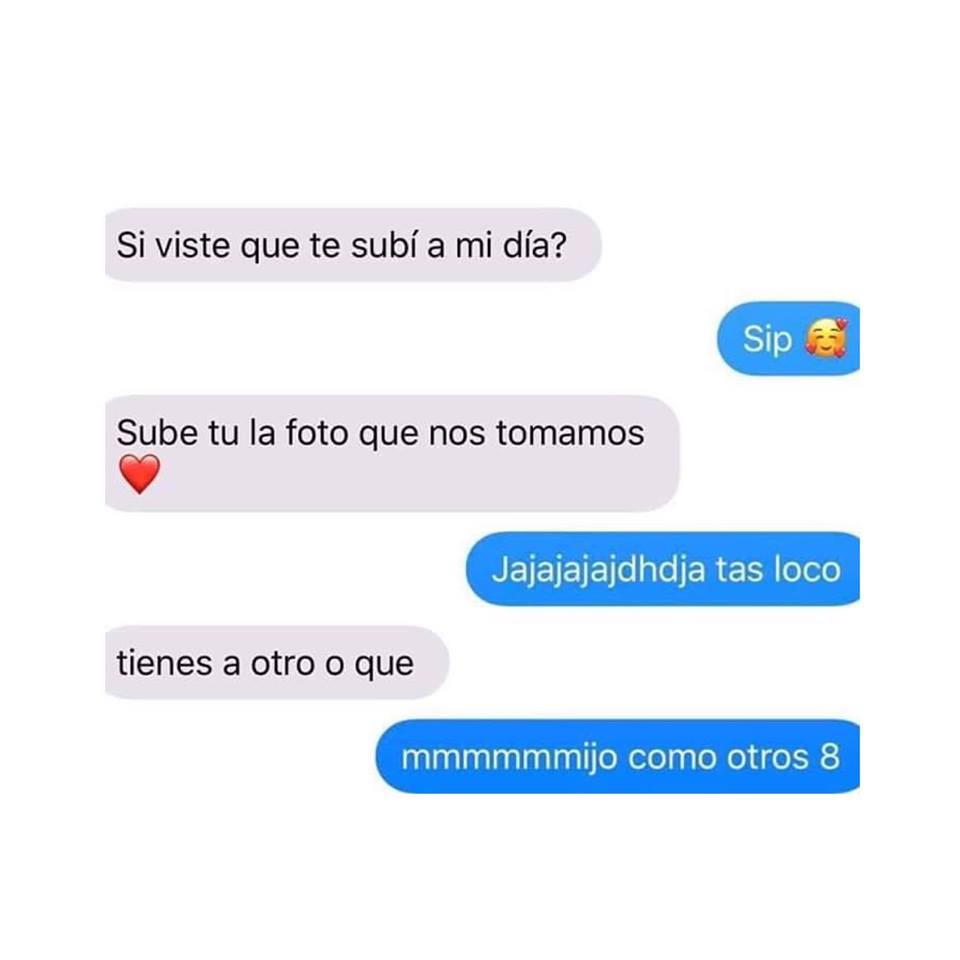 Si viste que te subí a mi día?
Sip 🥰
Sube tu la foto que nos tomamos
❤️
Jajajajajdhdja tas loco
tienes a otro o que
mmmmmmijo como otros 8